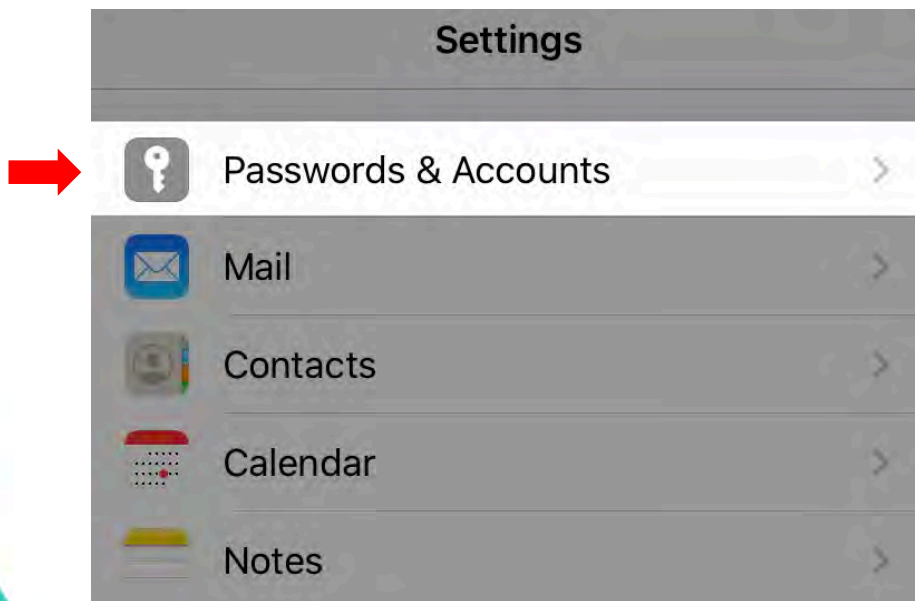 Settings
Passwords & Accounts
Mail
Contacts
Calendar
Notes